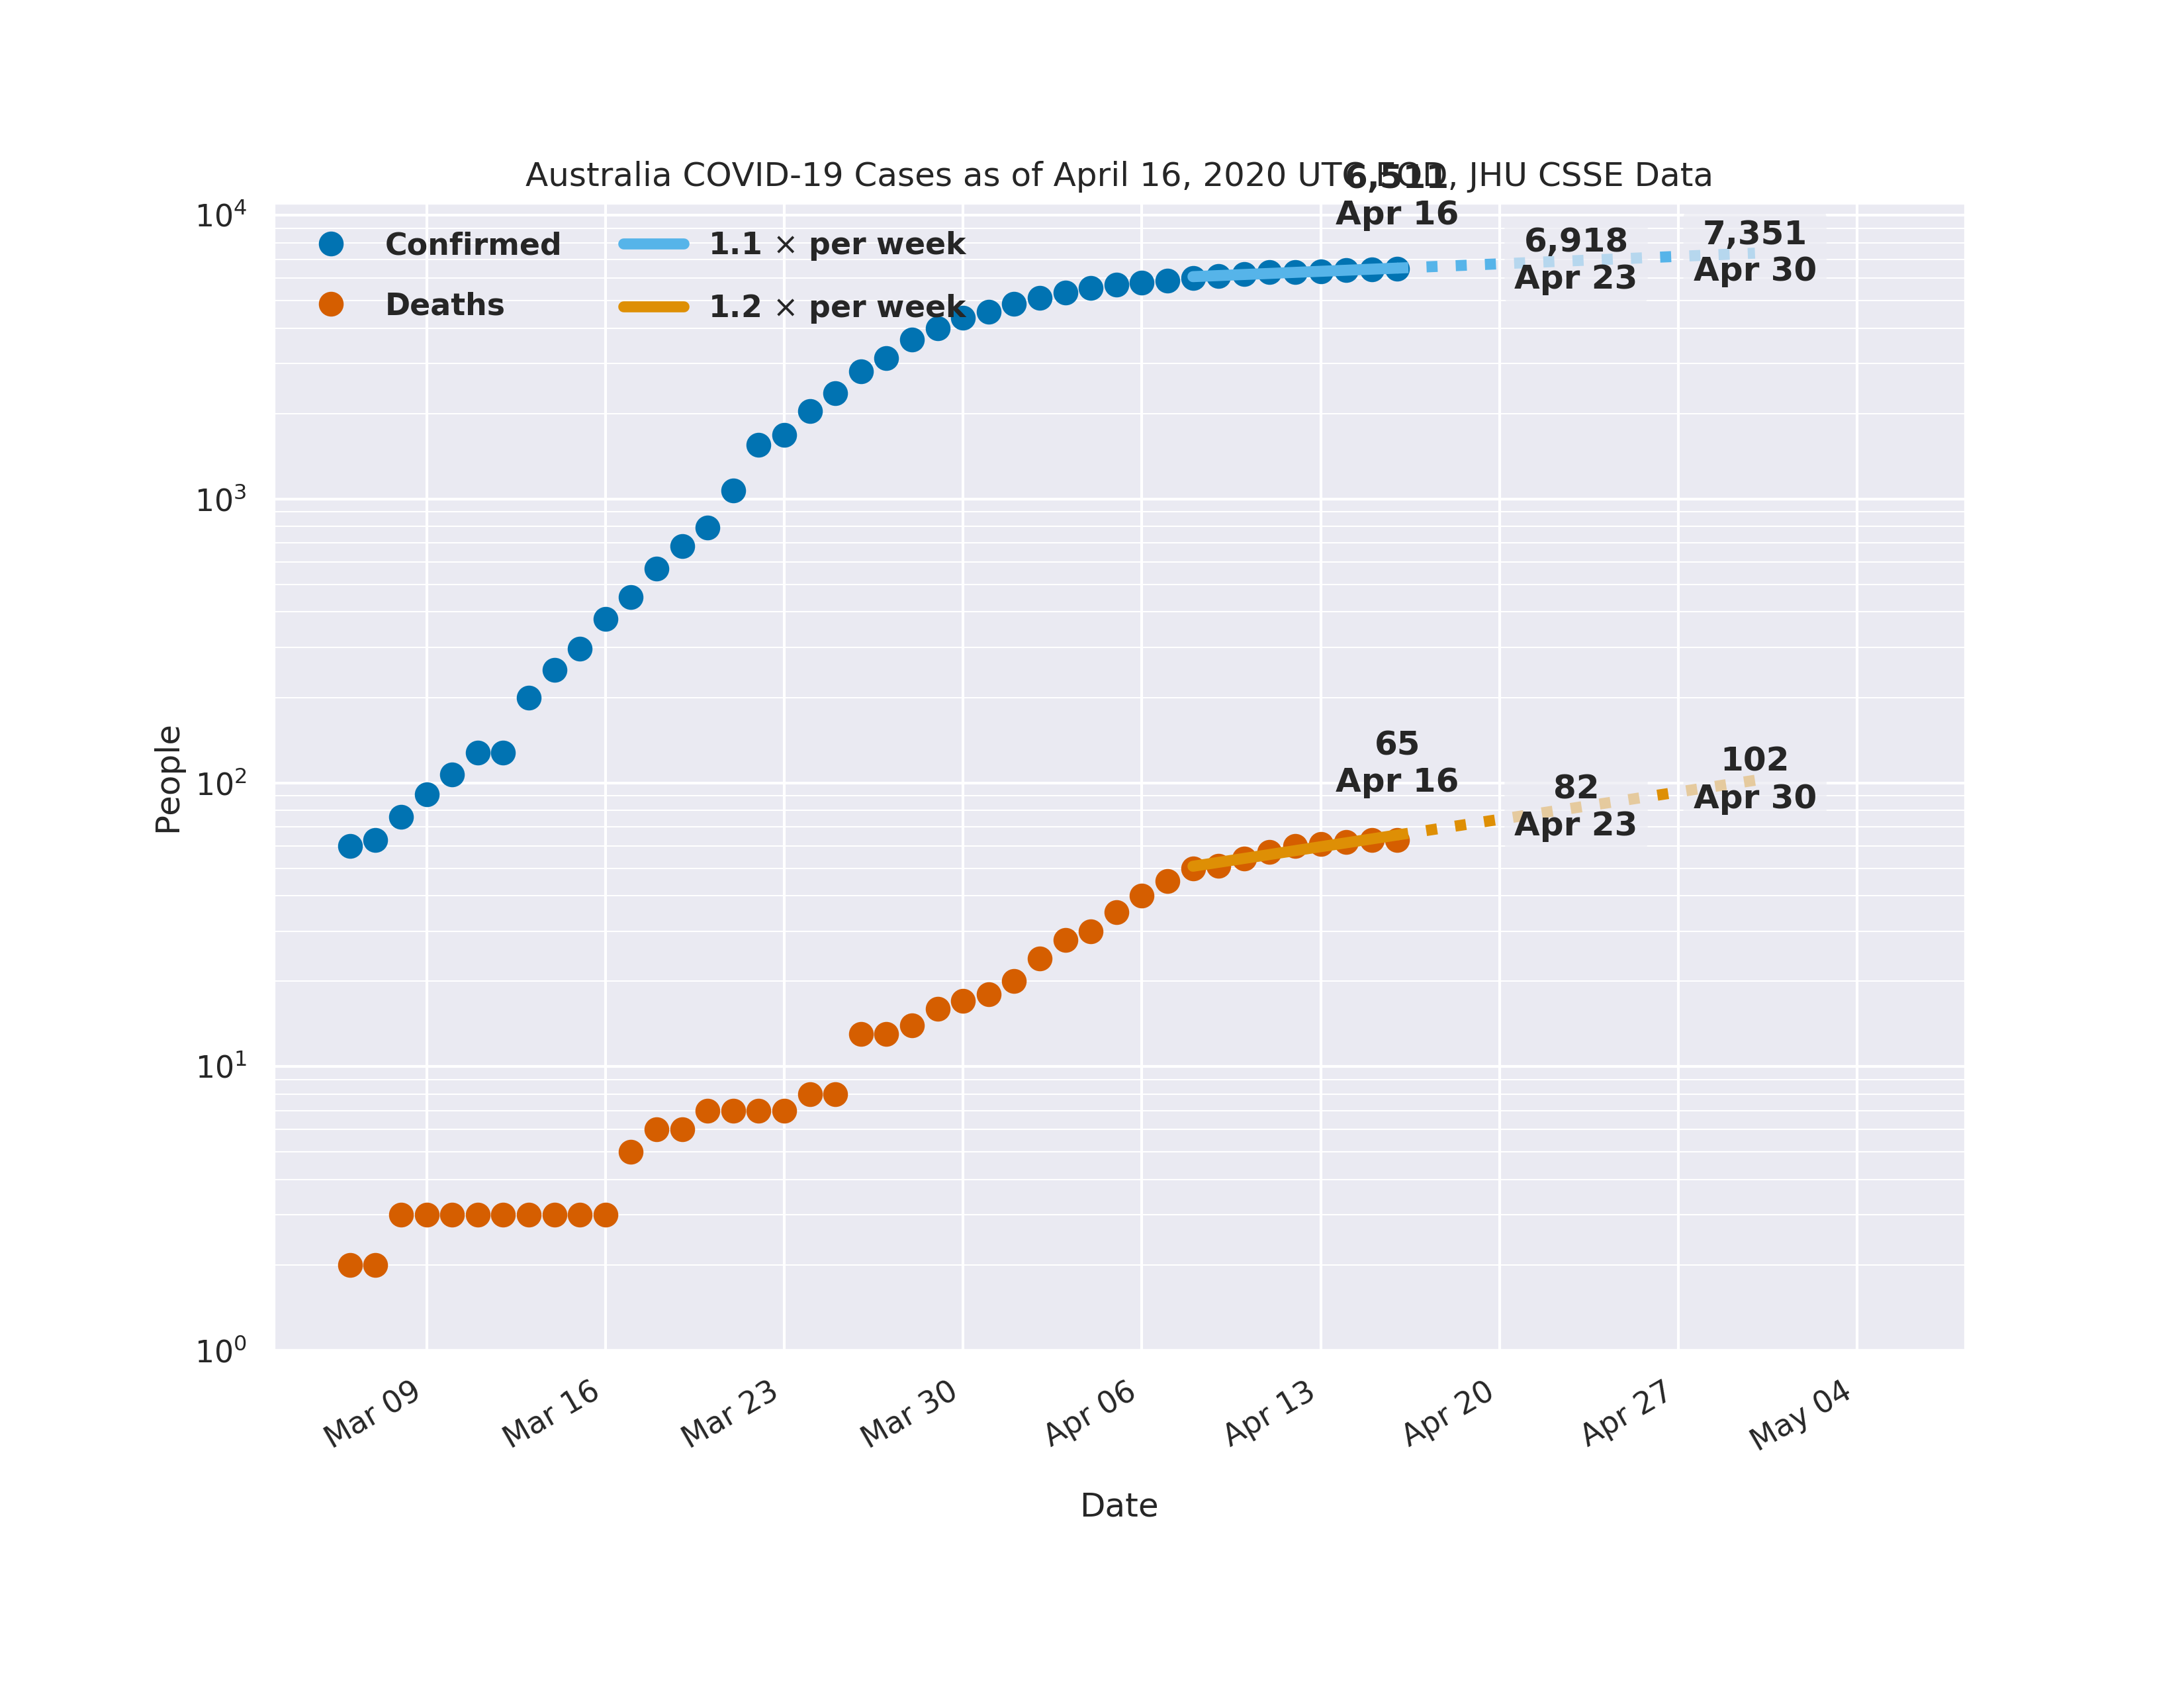 Australia COVID-19 Cases as of April 16, 2020 UTC EOD, JHU CSSE Data
6,511
Apr 16
6,918
Apr 23
7,351
Apr 30
Confirmed
1.1 × per week
Deaths
1.2 × per week
10⁴
10³
10²
10¹
10⁰
People
65
Apr 16
82
Apr 23
102
Apr 30
Mar 09
Mar 16
Mar 23
Mar 30
Apr 06
Apr 13
Apr 20
Apr 27
May 04
Date